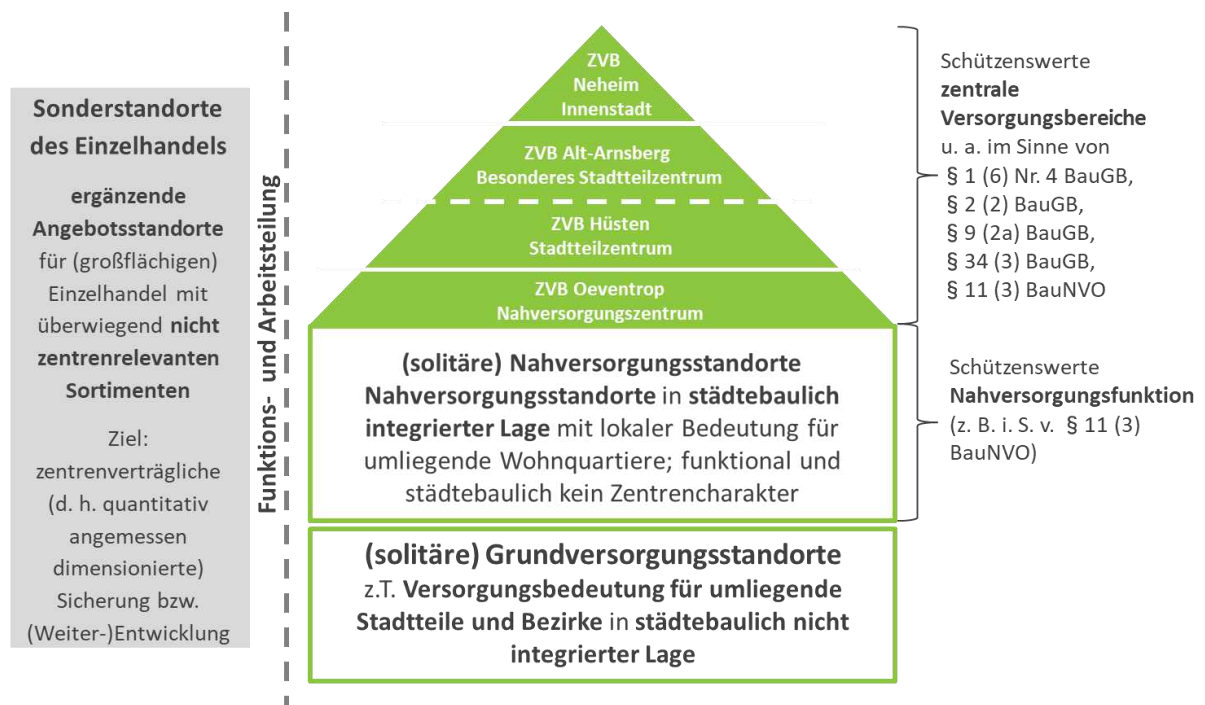 Sonderstandorte
des Einzelhandels
ergänzende
Angebotsstandorte
für (großflächigen)
Einzelhandel mit
überwiegend nicht
zentrenrelevanten
Sortimenten
Ziel:
zentrenverträgliche
(d. h. quantitativ
angemessen
dimensionierte)
Sicherung bzw.
(Weiter-)Entwicklung
Funktions- und Arbeitsteilung
ZVB
Neheim
Innenstadt
ZVB Alt-Arnsberg
Besonderes Stadtteilzentrum
ZVB Hüsten
Stadtteilzentrum
ZVB Oeventrop
Nahversorgungszentrum
(solitäre) Nahversorgungsstandorte
Nahversorgungsstandorte in städtebaulich
integrierter Lage mit lokaler Bedeutung für
umliegende Wohnquartiere; funktional und
städtebaulich kein Zentrencharakter
(solitäre) Grundversorgungsstandorte
z.T. Versorgungsbedeutung für umliegende
Stadtteile und Bezirke in städtebaulich nicht
integrierter Lage
Schützenswerte
zentrale
Versorgungsbereiche
u. a. im Sinne von
§ 1 (6) Nr. 4 BauGB,
§ 2 (2) BauGB,
§ 9 (2a) BauGB,
§ 34 (3) BauGB,
§ 11 (3) BauNVO
Schützenswerte
Nahversorgungsfunktion
(z. B. i. S. v. § 11 (3)
BauNVO)